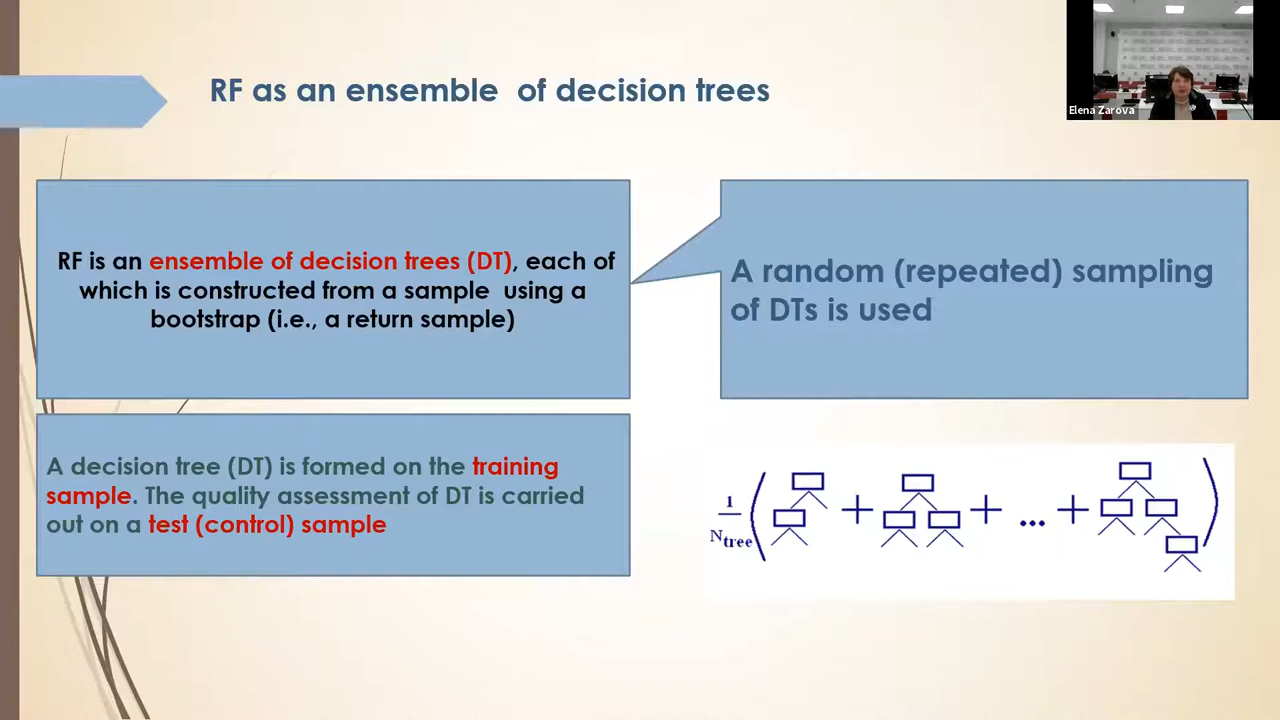 RF as an ensemble of decision trees
Elena Zarova
RF is an ensemble of decision trees (DT), each of
which is constructed from a sample using a
bootstrap (i.e., a return sample)
A random (repeated) sampling
of DTs is used
A decision tree (DT) is formed on the training
sample. The quality assessment of DT is carried
out on a test (control) sample
1
N tree
( + + ... + )